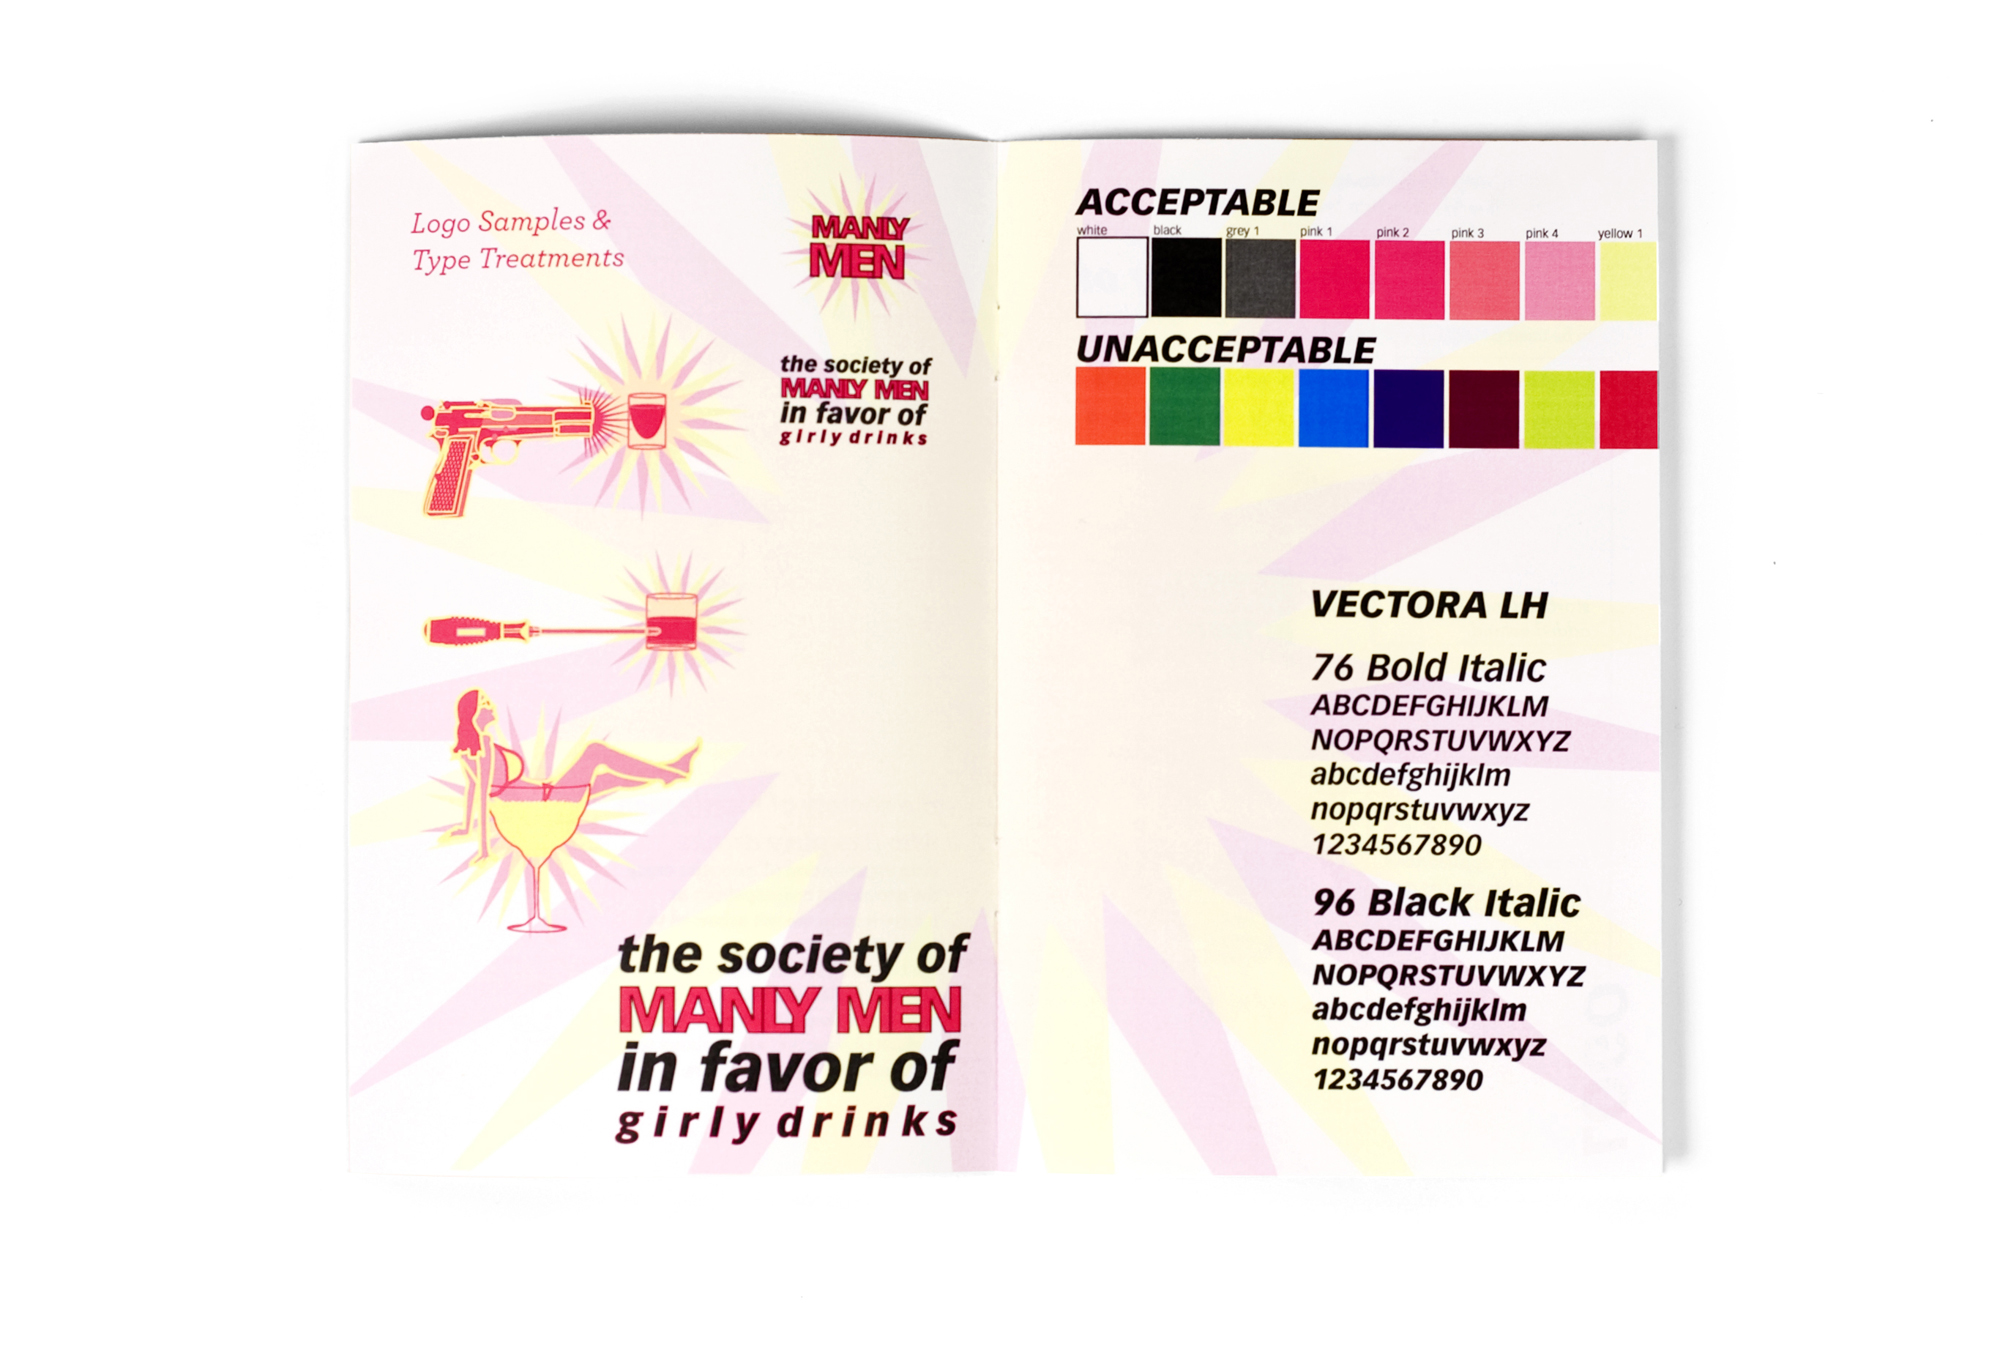 Logo Samples &
Type Treatments
MANLY
MEN
the society of
MANLY MEN
in favor of
girly drinks
the society of
MANLY MEN
in favor of
girly drinks
ACCEPTABLE
white black grey 1 pink 1 pink 2 pink 3 pink 4 yellow 1
UNACCEPTABLE
VECTORA LH
76 Bold Italic
ABCDEFGHIJKLM
NOPQRSTUVWXYZ
abcdefghijklm
nopqrstuvwxyz
1234567890
96 Black Italic
ABCDEFGHIJKLM
NOPQRSTUVWXYZ
abcdefghijklm
nopqrstuvwxyz
1234567890